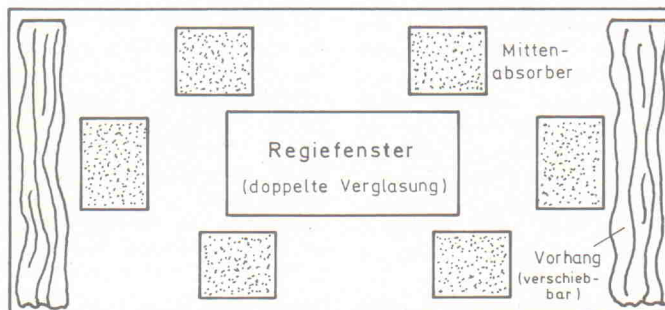 Mitten-
absorber
Regiefenster
(doppelte Verglasung)
Vorhang
(verschieb-
bar)